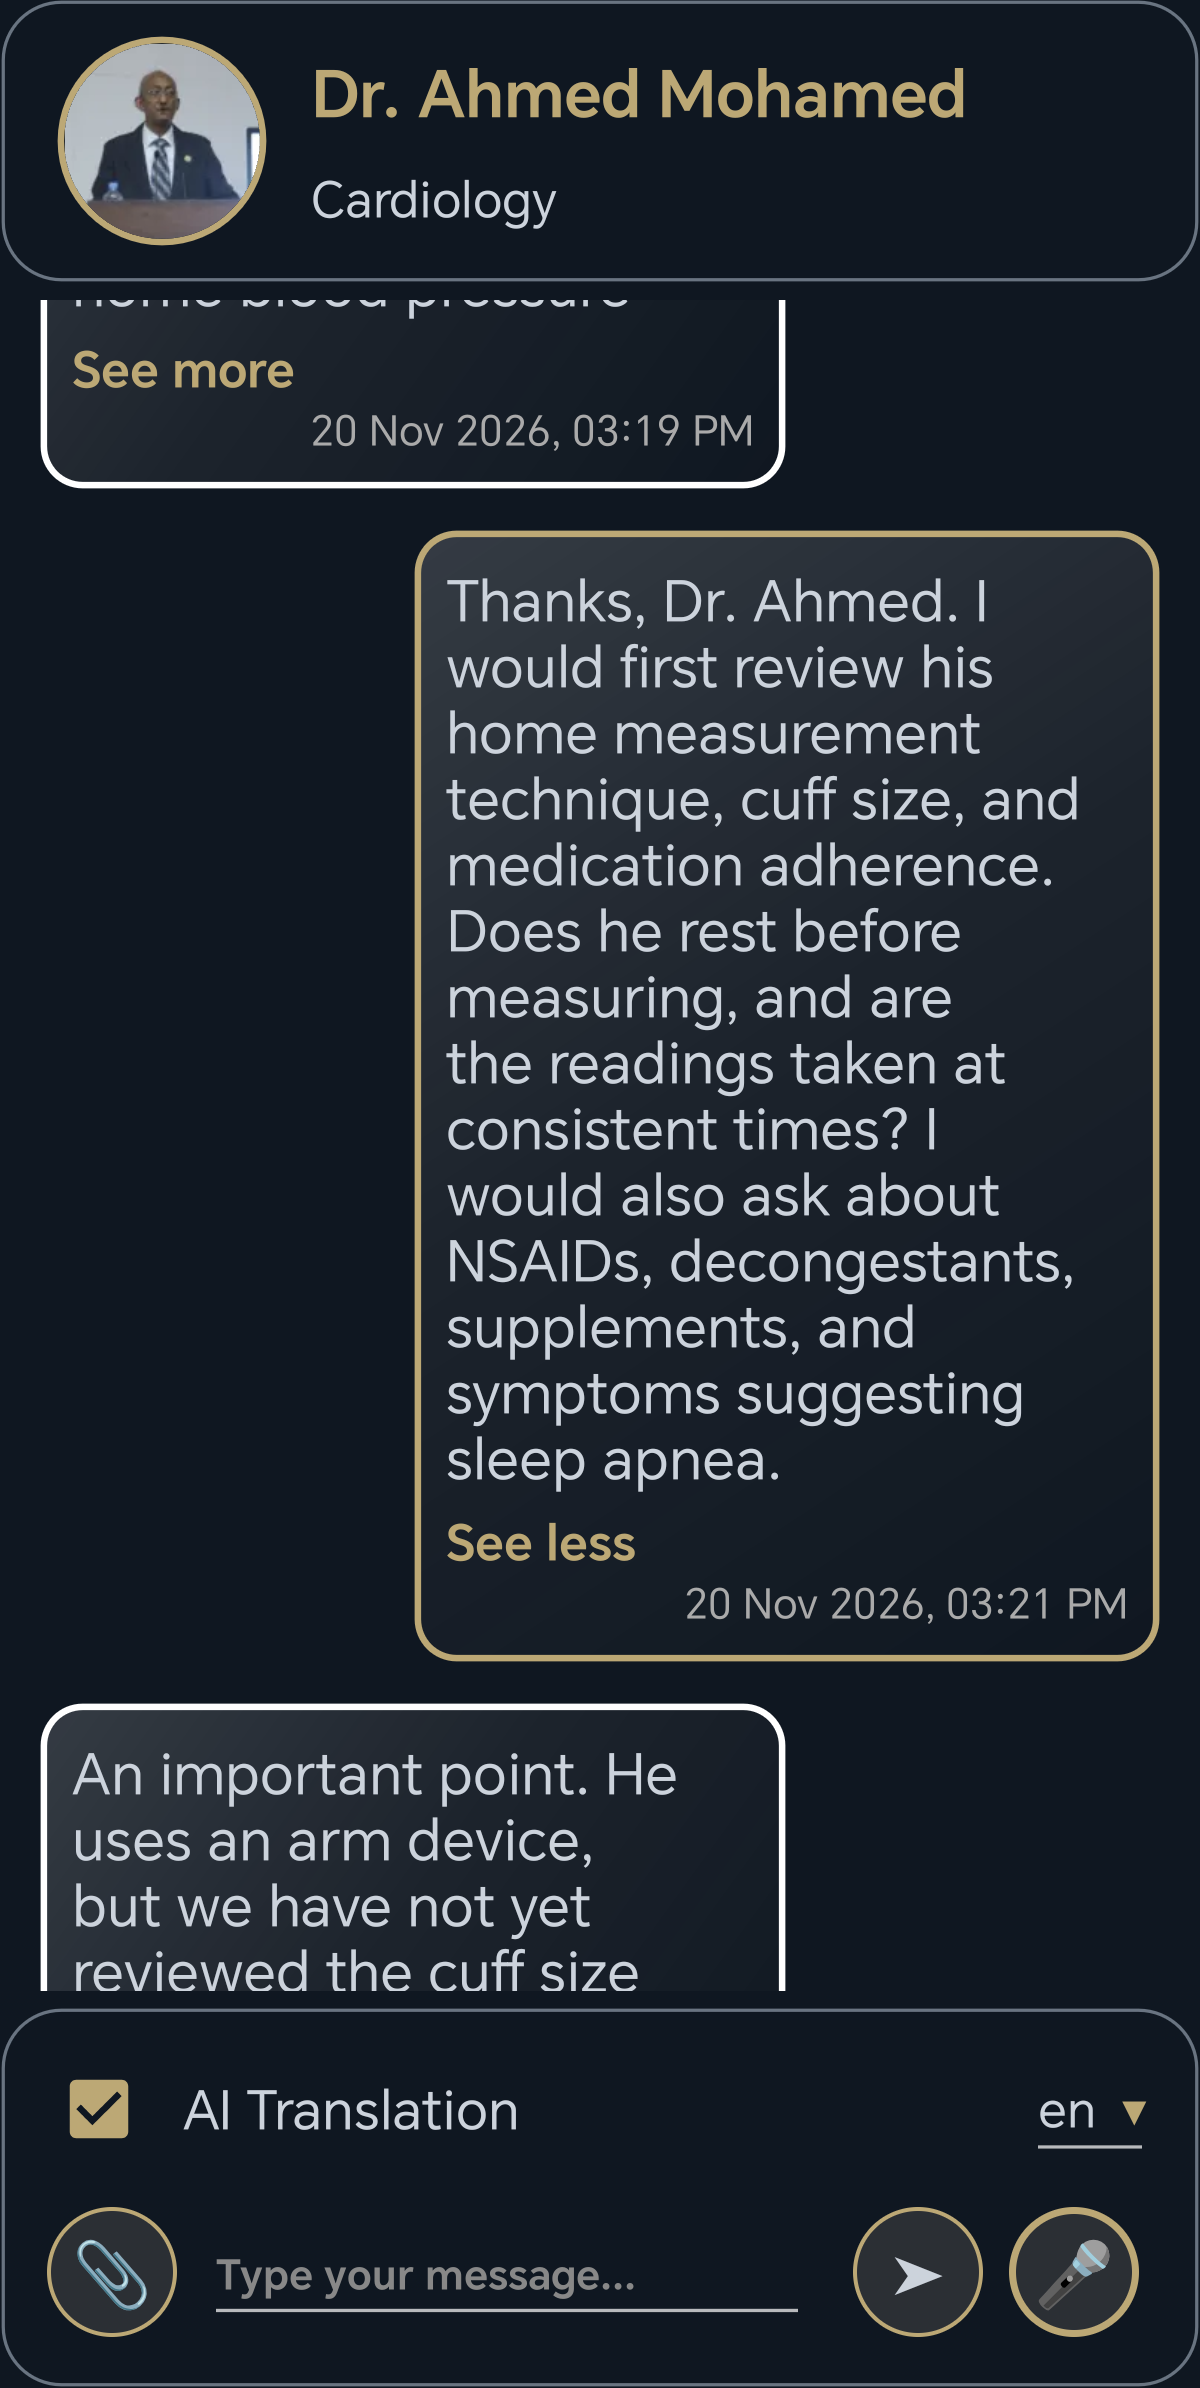 Dr. Ahmed Mohamed
Cardiology
home blood pressure
See more
20 Nov 2026, 03:19 PM
Thanks, Dr. Ahmed. I
would first review his
home measurement
technique, cuff size, and
medication adherence.
Does he rest before
measuring, and are
the readings taken at
consistent times? I
would also ask about
NSAIDs, decongestants,
supplements, and
symptoms suggesting
sleep apnea.
See less
20 Nov 2026, 03:21 PM
An important point. He
uses an arm device,
but we have not yet
reviewed the cuff size
AI Translation
en
Type your message...